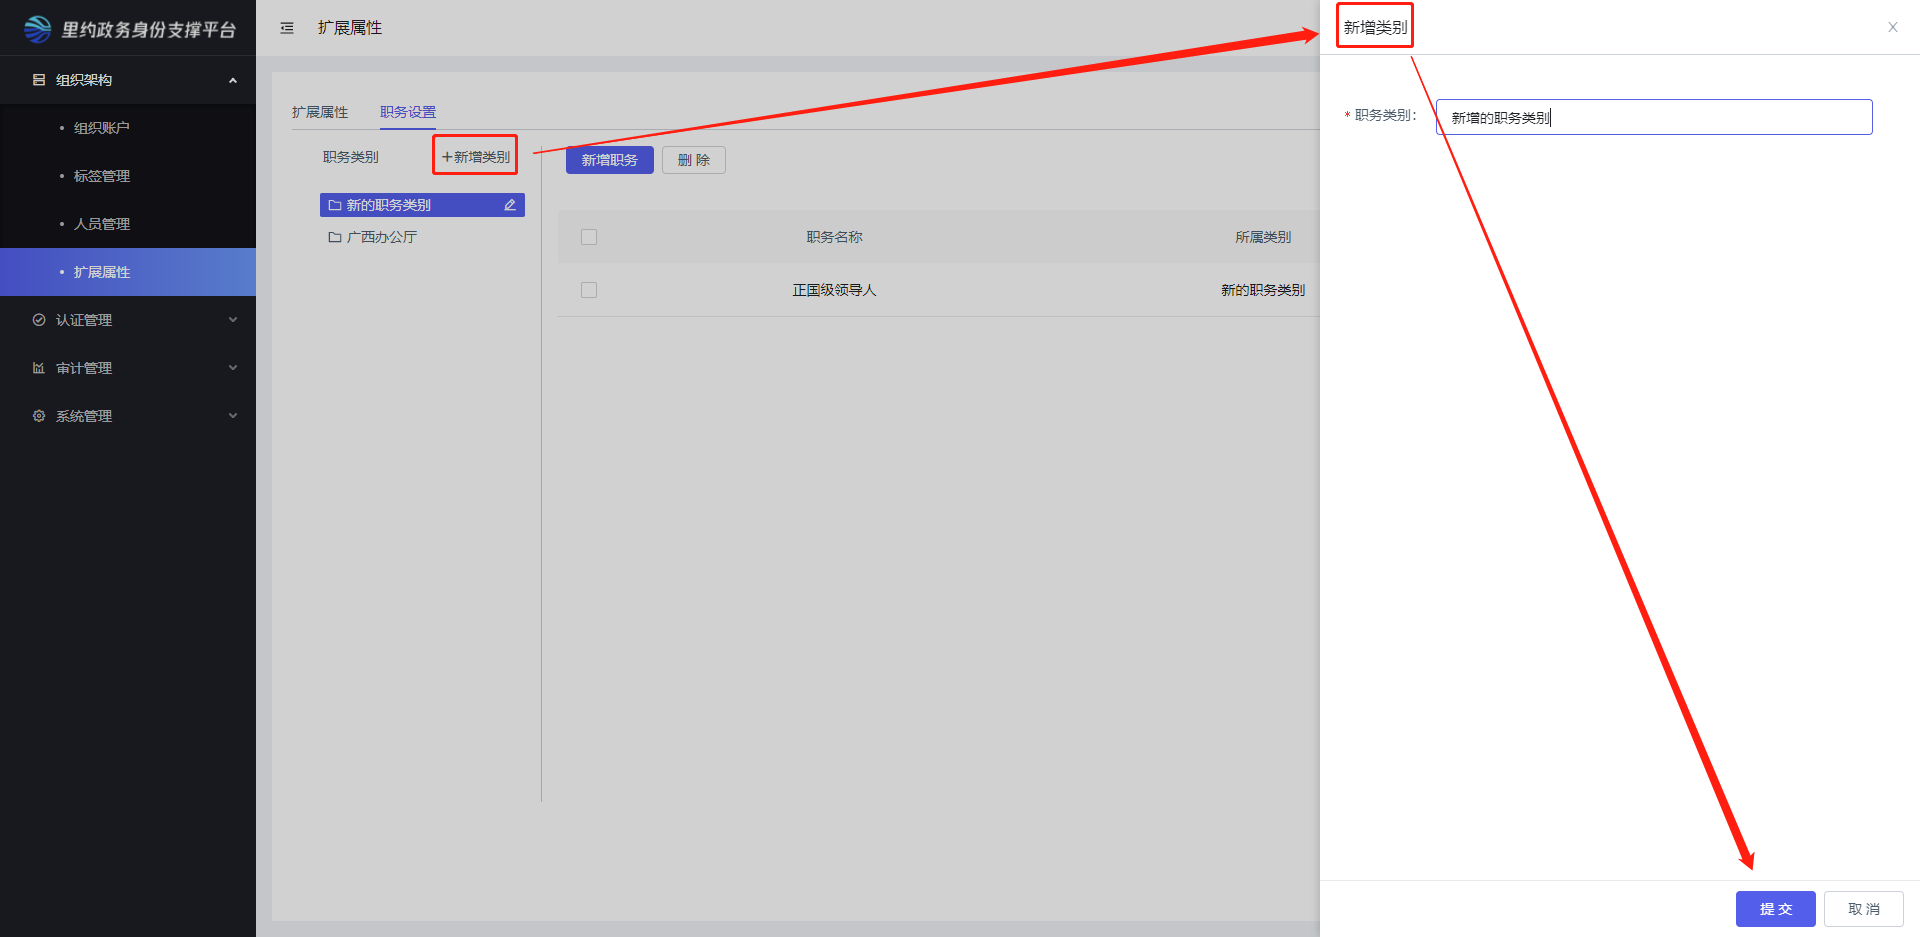 里约政务身份支撑平台
组织架构
组织账户
标签管理
人员管理
扩展属性
认证管理
审计管理
系统管理
扩展属性
扩展属性
职务设置
职务类别
+新增类别
新的职务类别
广西办公厅
新增职务
删 除
职务名称
所属类别
正国级领导人
新的职务类别
新增类别
* 职务类别：
新增的职务类别
提 交
取 消